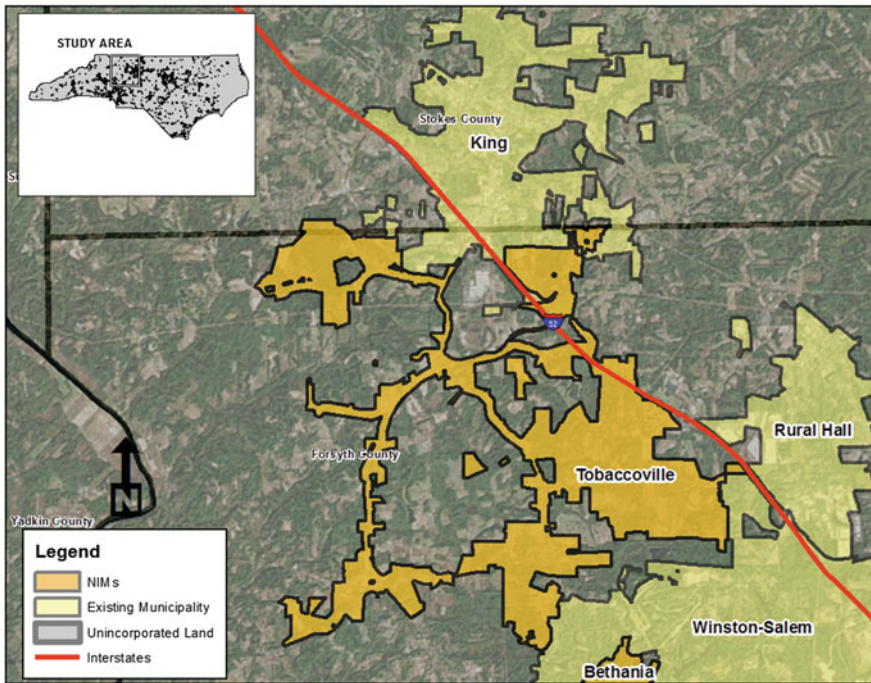 STUDY AREA
Stokes County
King
52
Rural Hall
Forsyth County
Tobaccoville
N
Yadkin County
Legend
NIMs
Existing Municipality
Unincorporated Land
Interstates
Winston-Salem
Bethania